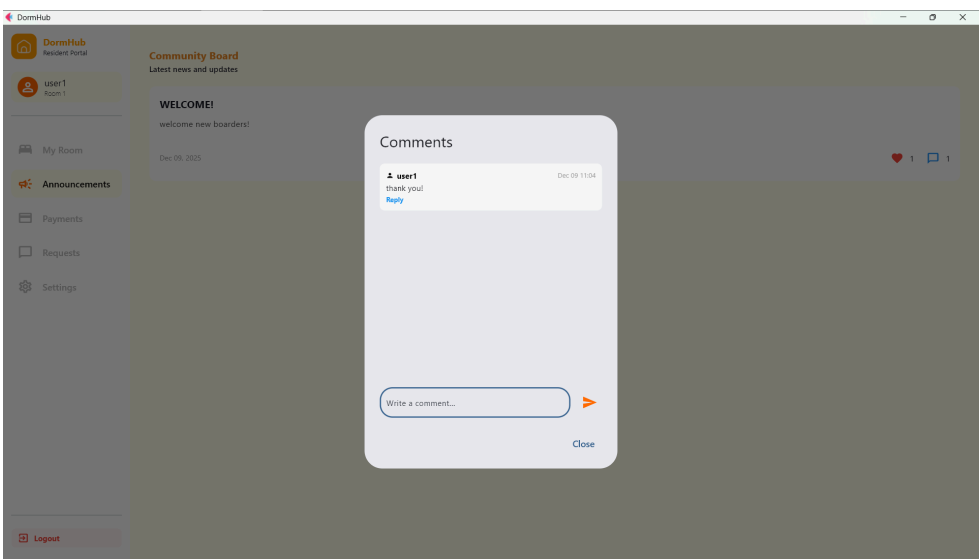 DormHub
DormHub
Resident Portal
user1
Room 1
My Room
Announcements
Payments
Requests
Settings
Logout
Community Board
Latest news and updates
WELCOME!
welcome new boarders!
Dec 09, 2025
1
1
Comments
user1
Dec 09 11:04
thank you!
Reply
Write a comment...
Close